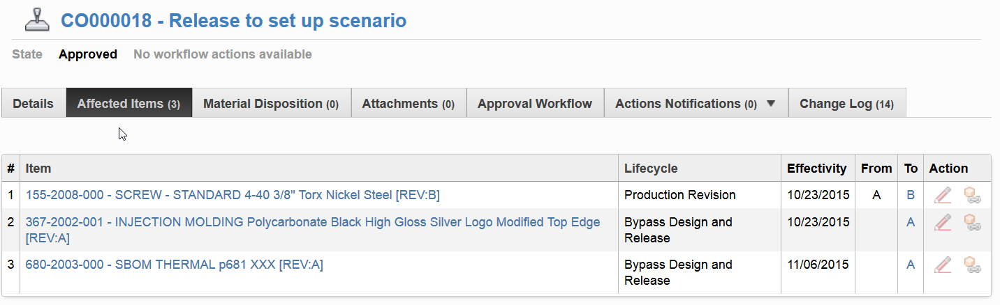 CO000018 - Release to set up scenario
State Approved No workflow actions available
Details Affected Items (3) Material Disposition (0) Attachments (0) Approval Workflow Actions Notifications (0) Change Log (14)
# Item Lifecycle Effectivity From To Action
1 155-2008-000 - SCREW - STANDARD 4-40 3/8" Torx Nickel Steel [REV:B] Production Revision 10/23/2015 A B
2 367-2002-001 - INJECTION MOLDING Polycarbonate Black High Gloss Silver Logo Modified Top Edge Bypass Design and 10/23/2015 A
[REV:A] Release
3 680-2003-000 - SBOM THERMAL p681 XXX [REV:A] Bypass Design and 11/06/2015 A
Release